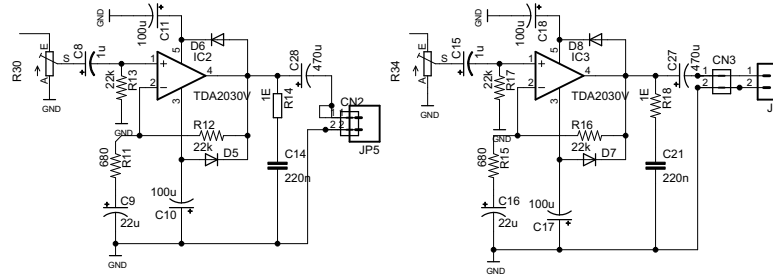 GND
100u
C11
D6
IC2
C8
1u
R30
E
S
A
GND
22k
R13
GND
1
2
5
3
4
TDA2030V
C28
470u
1E
R14
CN2
1
1
2
2
JP5
R12
22k
D5
680
R11
C9
22u
100u
C10
C14
220n
GND
GND
100u
C18
D8
IC3
C15
1u
R34
E
S
A
GND
22k
R17
GND
1
2
5
3
4
TDA2030V
C27
470u
1E
R18
CN3
1
2
J
R16
22k
D7
680
R15
C16
22u
100u
C17
C21
220n
GND